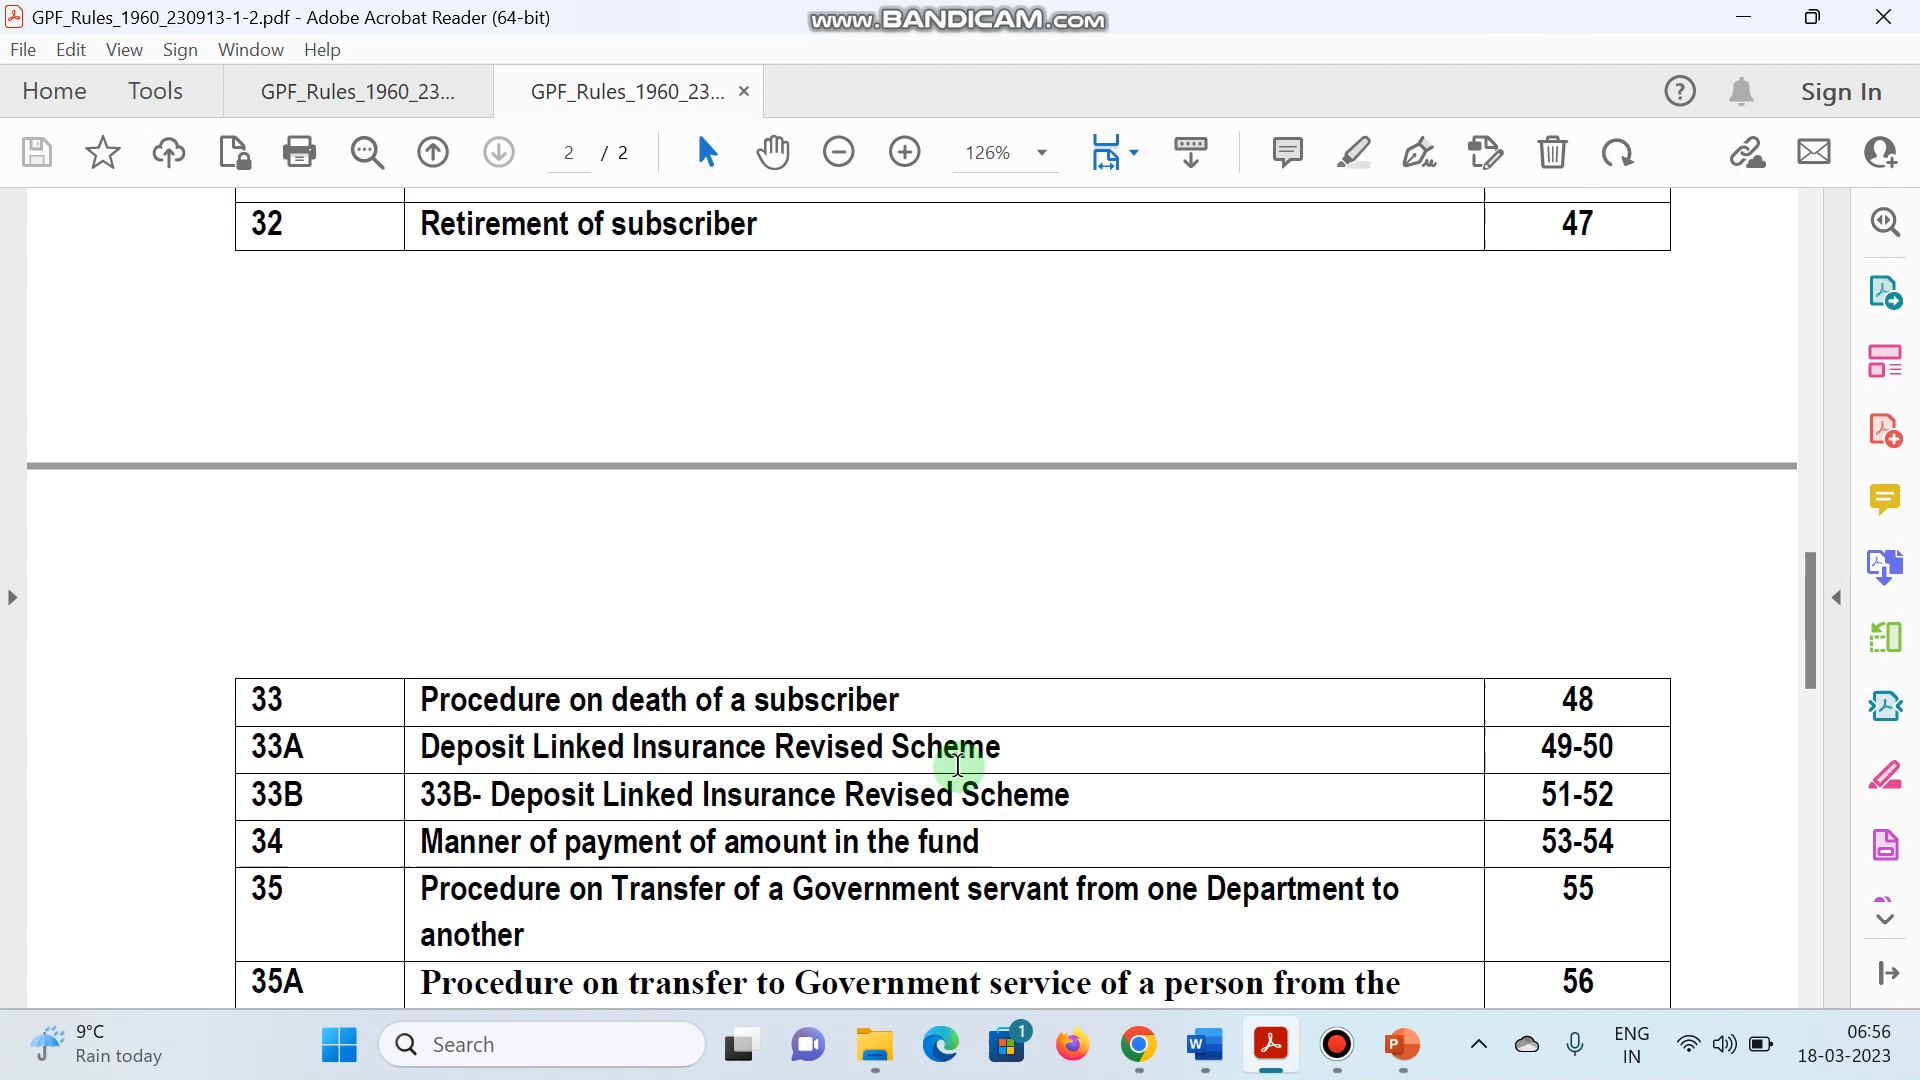 GPF_Rules_1960_230913-1-2.pdf - Adobe Acrobat Reader (64-bit)
www.BANDICAM.com
File Edit View Sign Window Help
Home Tools GPF_Rules_1960_23... GPF_Rules_1960_23... × Sign In
2 / 2 126%
32 Retirement of subscriber 47
33 Procedure on death of a subscriber 48
33A Deposit Linked Insurance Revised Scheme 49-50
33B 33B- Deposit Linked Insurance Revised Scheme 51-52
34 Manner of payment of amount in the fund 53-54
35 Procedure on Transfer of a Government servant from one Department to 55
another
35A Procedure on transfer to Government service of a person from the 56
9°C
Rain today
Search
1
ENG
IN
06:56
18-03-2023